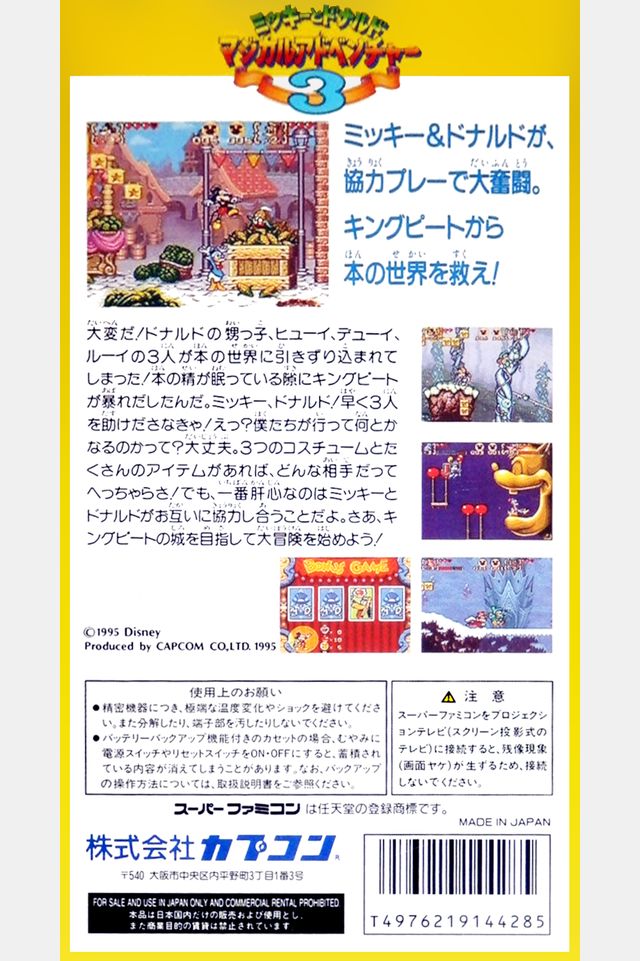 ミッキーとドナルド
マジカルアドベンチャー
3
ミッキー&ドナルドが、
協力プレーで大奮闘。
キングピートから
本の世界を救え!
大変だ!ドナルドの甥っ子、ヒューイ、デューイ、
ルーイの3人が本の世界に引きずり込まれて
しまった!本の精が眠っている隙にキングピート
が暴れだしたんだ。ミッキー、ドナルド!早く3人
を助けださなきゃ!えっ?僕たちが行って何とか
なるのかって?大丈夫。3つのコスチュームとた
くさんのアイテムがあれば、どんな相手だって
へっちゃらさ!でも、一番肝心なのはミッキーと
ドナルドがお互いに協力し合うことだよ。さあ、キ
ングピートの城を目指して大冒険を始めよう!
BONUS GAME
©1995 Disney
Produced by CAPCOM CO.,LTD. 1995
使用上のお願い
●精密機器につき、極端な温度変化やショックを避けてくださ
い。また分解したり、端子部を汚したりしないでください。
●バッテリーバックアップ機能付きのカセットの場合、むやみに
電源スイッチやリセットスイッチをON・OFFにすると、蓄積され
ている内容が消えてしまうことがあります。なお、バックアップ
の操作方法については、取扱説明書をご参照ください。
注意
スーパーファミコンをプロジェクシ
ョンテレビ(スクリーン投影式の
テレビ)に接続すると、残像現象
(画面ヤケ)が生ずるため、接続
しないでください。
スーパーファミコンは任天堂の登録商標です。
MADE IN JAPAN
株式会社カプコン®
〒540 大阪市中央区内平野町3丁目1番3号
FOR SALE AND USE IN JAPAN ONLY AND COMMERCIAL RENTAL PROHIBITED.
本品は日本国内だけの販売および使用とし、
また商業目的の賃貸は禁止されています
T4976219144285